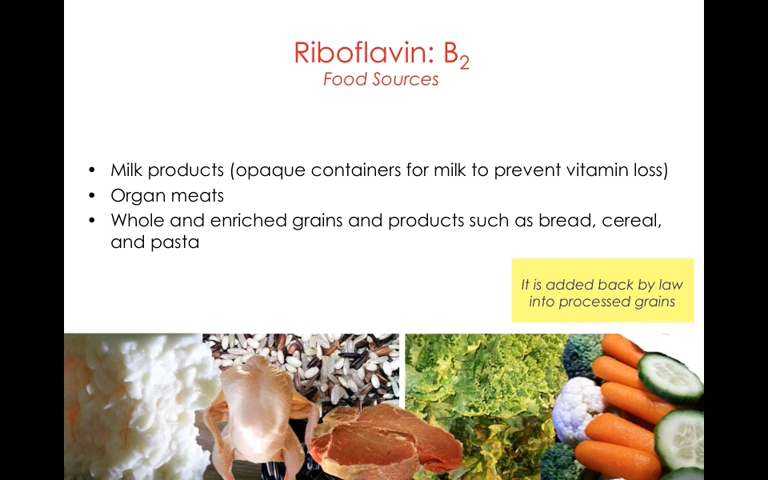 Riboflavin: B₂
Food Sources
• Milk products (opaque containers for milk to prevent vitamin loss)
• Organ meats
• Whole and enriched grains and products such as bread, cereal,
and pasta
It is added back by law
into processed grains